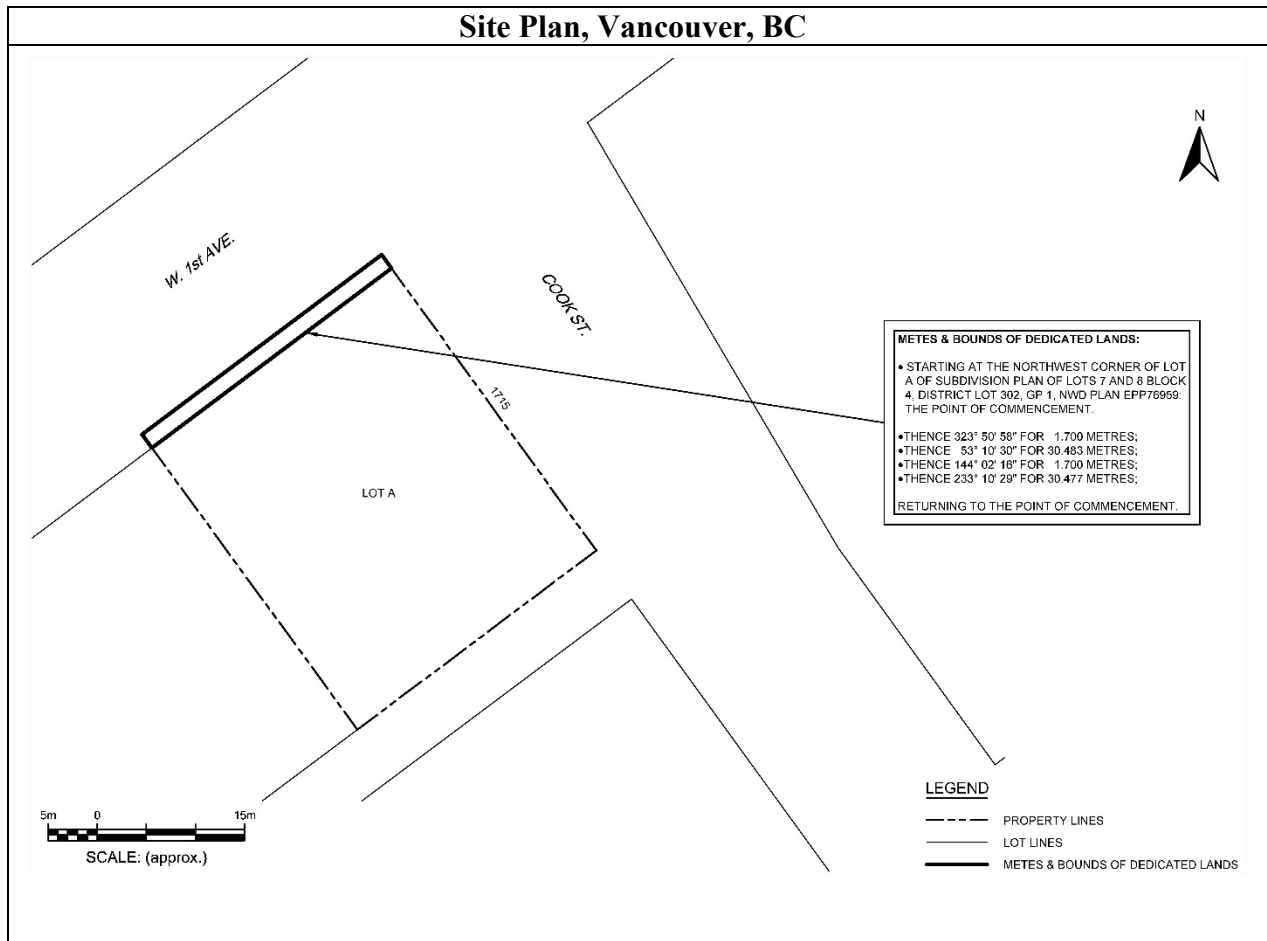 Site Plan, Vancouver, BC
N
W. 1st AVE.
COOK ST.
1715
LOT A
METES & BOUNDS OF DEDICATED LANDS:
• STARTING AT THE NORTHWEST CORNER OF LOT
A OF SUBDIVISION PLAN OF LOTS 7 AND 8 BLOCK
4, DISTRICT LOT 302, GP 1, NWD PLAN EPP76959:
THE POINT OF COMMENCEMENT.
•THENCE 323° 50' 58" FOR 1.700 METRES;
•THENCE 53° 10' 30" FOR 30.483 METRES;
•THENCE 144° 02' 16" FOR 1.700 METRES;
•THENCE 233° 10' 29" FOR 30.477 METRES;
RETURNING TO THE POINT OF COMMENCEMENT.
5m 0 15m
SCALE: (approx.)
LEGEND
PROPERTY LINES
LOT LINES
METES & BOUNDS OF DEDICATED LANDS